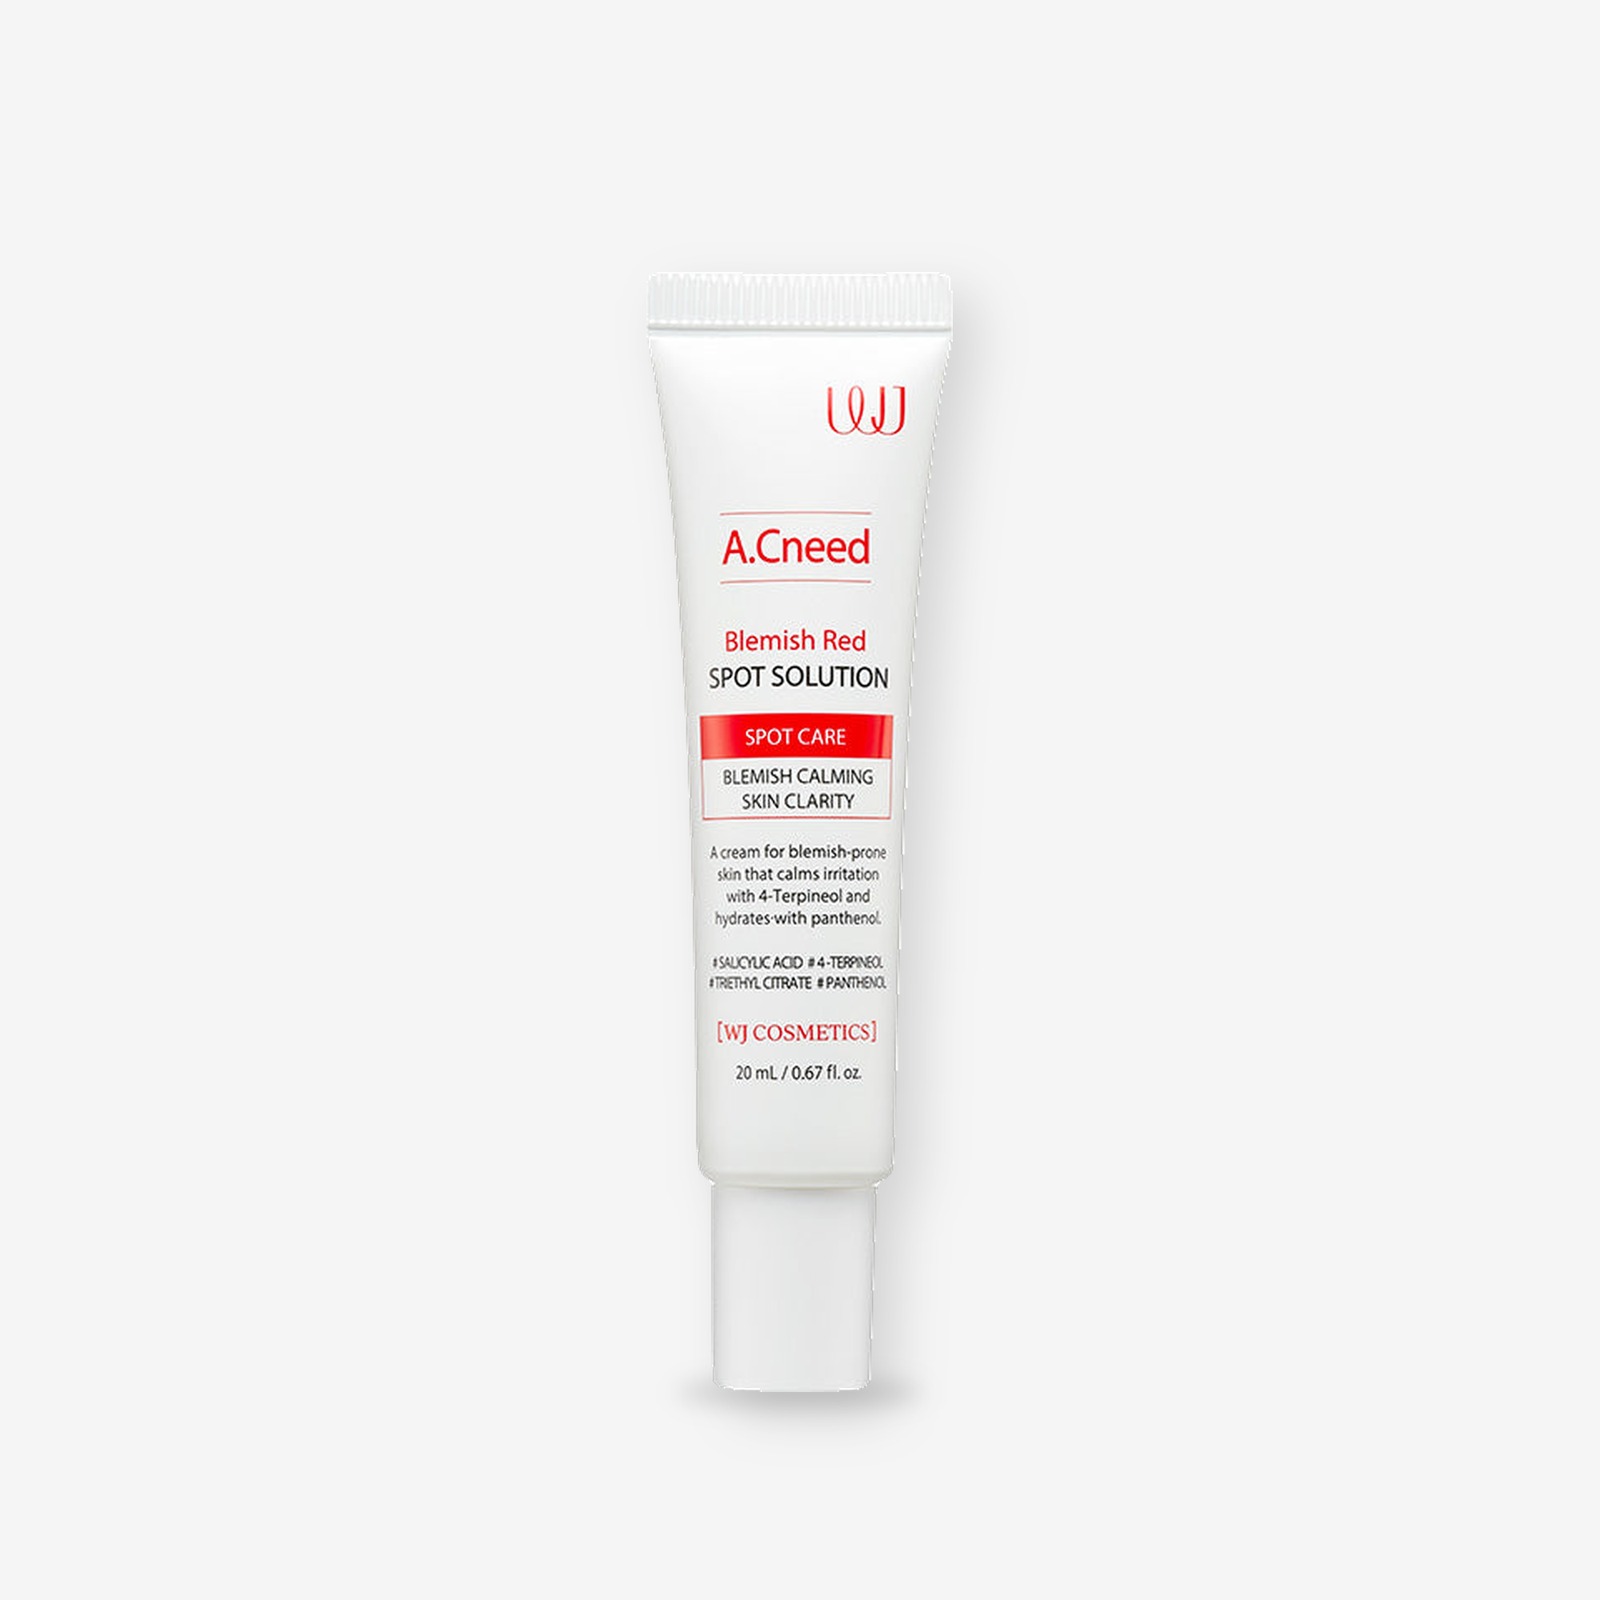 WJ
A.Cneed
Blemish Red
SPOT SOLUTION
SPOT CARE
BLEMISH CALMING
SKIN CLARITY
A cream for blemish-prone
skin that calms irritation
with 4-Terpineol and
hydrates with panthenol.
#SALICYLIC ACID #4-TERPINEOL
#TRIETHYL CITRATE #PANTHENOL
[WJ COSMETICS]
20 mL / 0.67 fl. oz.